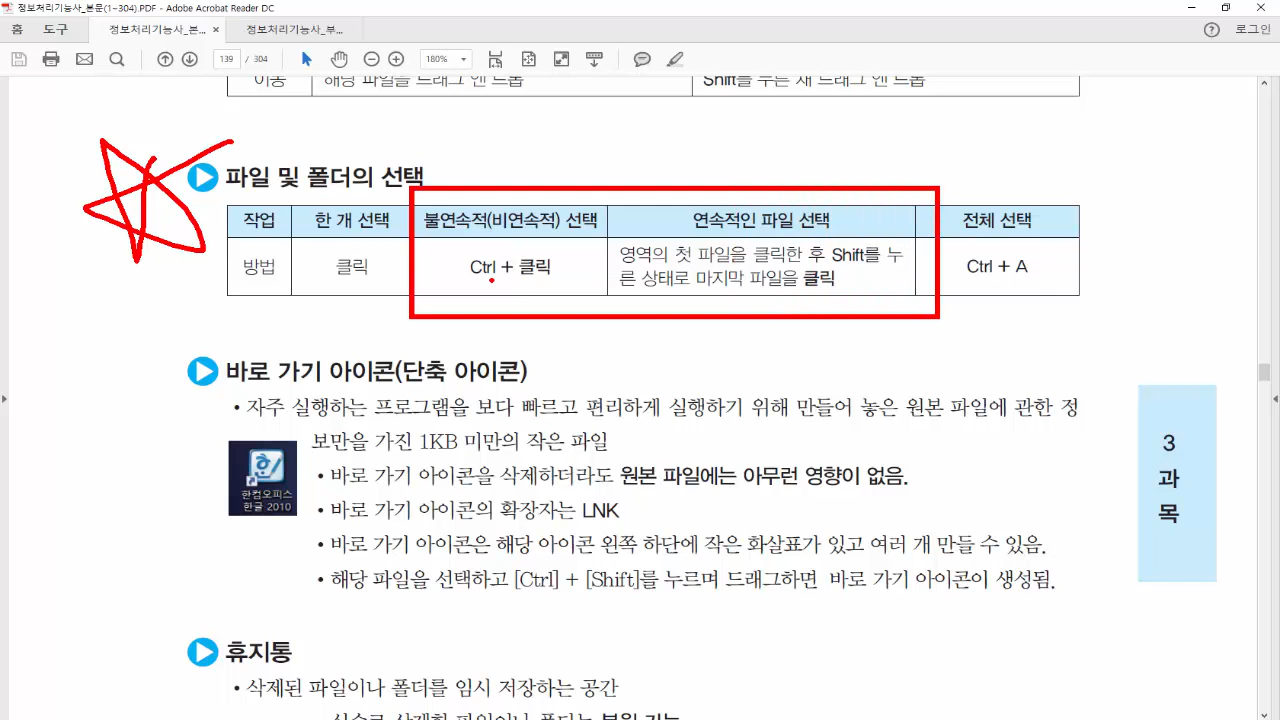 정보처리기능사_본문(1~304).PDF - Adobe Acrobat Reader DC
홈 도구 정보처리기능사_본... × 정보처리기능사_부... ? 로그인
139 / 304 180%
이동 해당 파일을 드래그 앤 드롭 Shift를 누른 채 드래그 앤 드롭
파일 및 폴더의 선택
작업 한 개 선택 불연속적(비연속적) 선택 연속적인 파일 선택 전체 선택
방법 클릭 Ctrl + 클릭 영역의 첫 파일을 클릭한 후 Shift를 누
른 상태로 마지막 파일을 클릭 Ctrl + A
바로 가기 아이콘(단축 아이콘)
• 자주 실행하는 프로그램을 보다 빠르고 편리하게 실행하기 위해 만들어 놓은 원본 파일에 관한 정
보만을 가진 1KB 미만의 작은 파일
• 바로 가기 아이콘을 삭제하더라도 원본 파일에는 아무런 영향이 없음.
한컴오피스
한글 2010
• 바로 가기 아이콘의 확장자는 LNK
• 바로 가기 아이콘은 해당 아이콘 왼쪽 하단에 작은 화살표가 있고 여러 개 만들 수 있음.
• 해당 파일을 선택하고 [Ctrl] + [Shift]를 누르며 드래그하면 바로 가기 아이콘이 생성됨.
3
과
목
휴지통
• 삭제된 파일이나 폴더를 임시 저장하는 공간